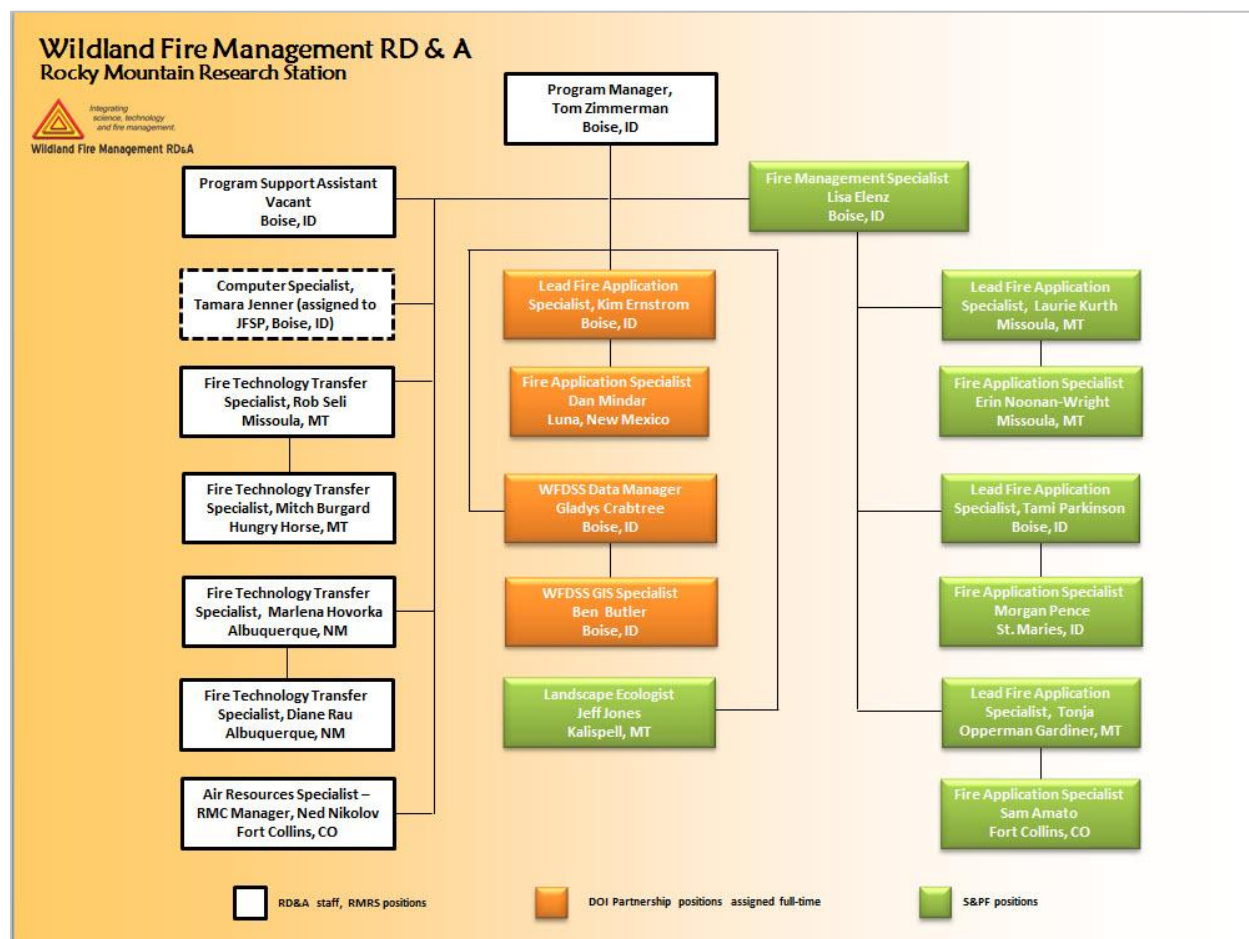 Wildland Fire Management RD & A
Rocky Mountain Research Station
Integrating
science, technology
and fire management.
Wildland Fire Management RD&A
Program Manager,
Tom Zimmerman
Boise, ID
Program Support Assistant
Vacant
Boise, ID
Fire Management Specialist
Lisa Elenz
Boise, ID
Computer Specialist,
Tamara Jenner (assigned to
JFSP, Boise, ID)
Lead Fire Application
Specialist, Kim Ernstrom
Boise, ID
Lead Fire Application
Specialist, Laurie Kurth
Missoula, MT
Fire Technology Transfer
Specialist, Rob Seli
Missoula, MT
Fire Application Specialist
Dan Mindar
Luna, New Mexico
Fire Application Specialist
Erin Noonan-Wright
Missoula, MT
Fire Technology Transfer
Specialist, Mitch Burgard
Hungry Horse, MT
WFDSS Data Manager
Gladys Crabtree
Boise, ID
Lead Fire Application
Specialist, Tami Parkinson
Boise, ID
Fire Technology Transfer
Specialist, Marlena Hovorka
Albuquerque, NM
WFDSS GIS Specialist
Ben Butler
Boise, ID
Fire Application Specialist
Morgan Pence
St. Maries, ID
Fire Technology Transfer
Specialist, Diane Rau
Albuquerque, NM
Landscape Ecologist
Jeff Jones
Kalispell, MT
Lead Fire Application
Specialist, Tonja
Opperman Gardiner, MT
Air Resources Specialist –
RMC Manager, Ned Nikolov
Fort Collins, CO
Fire Application Specialist
Sam Amato
Fort Collins, CO
RD&A staff, RMRS positions
DOI Partnership positions assigned full-time
S&PF positions